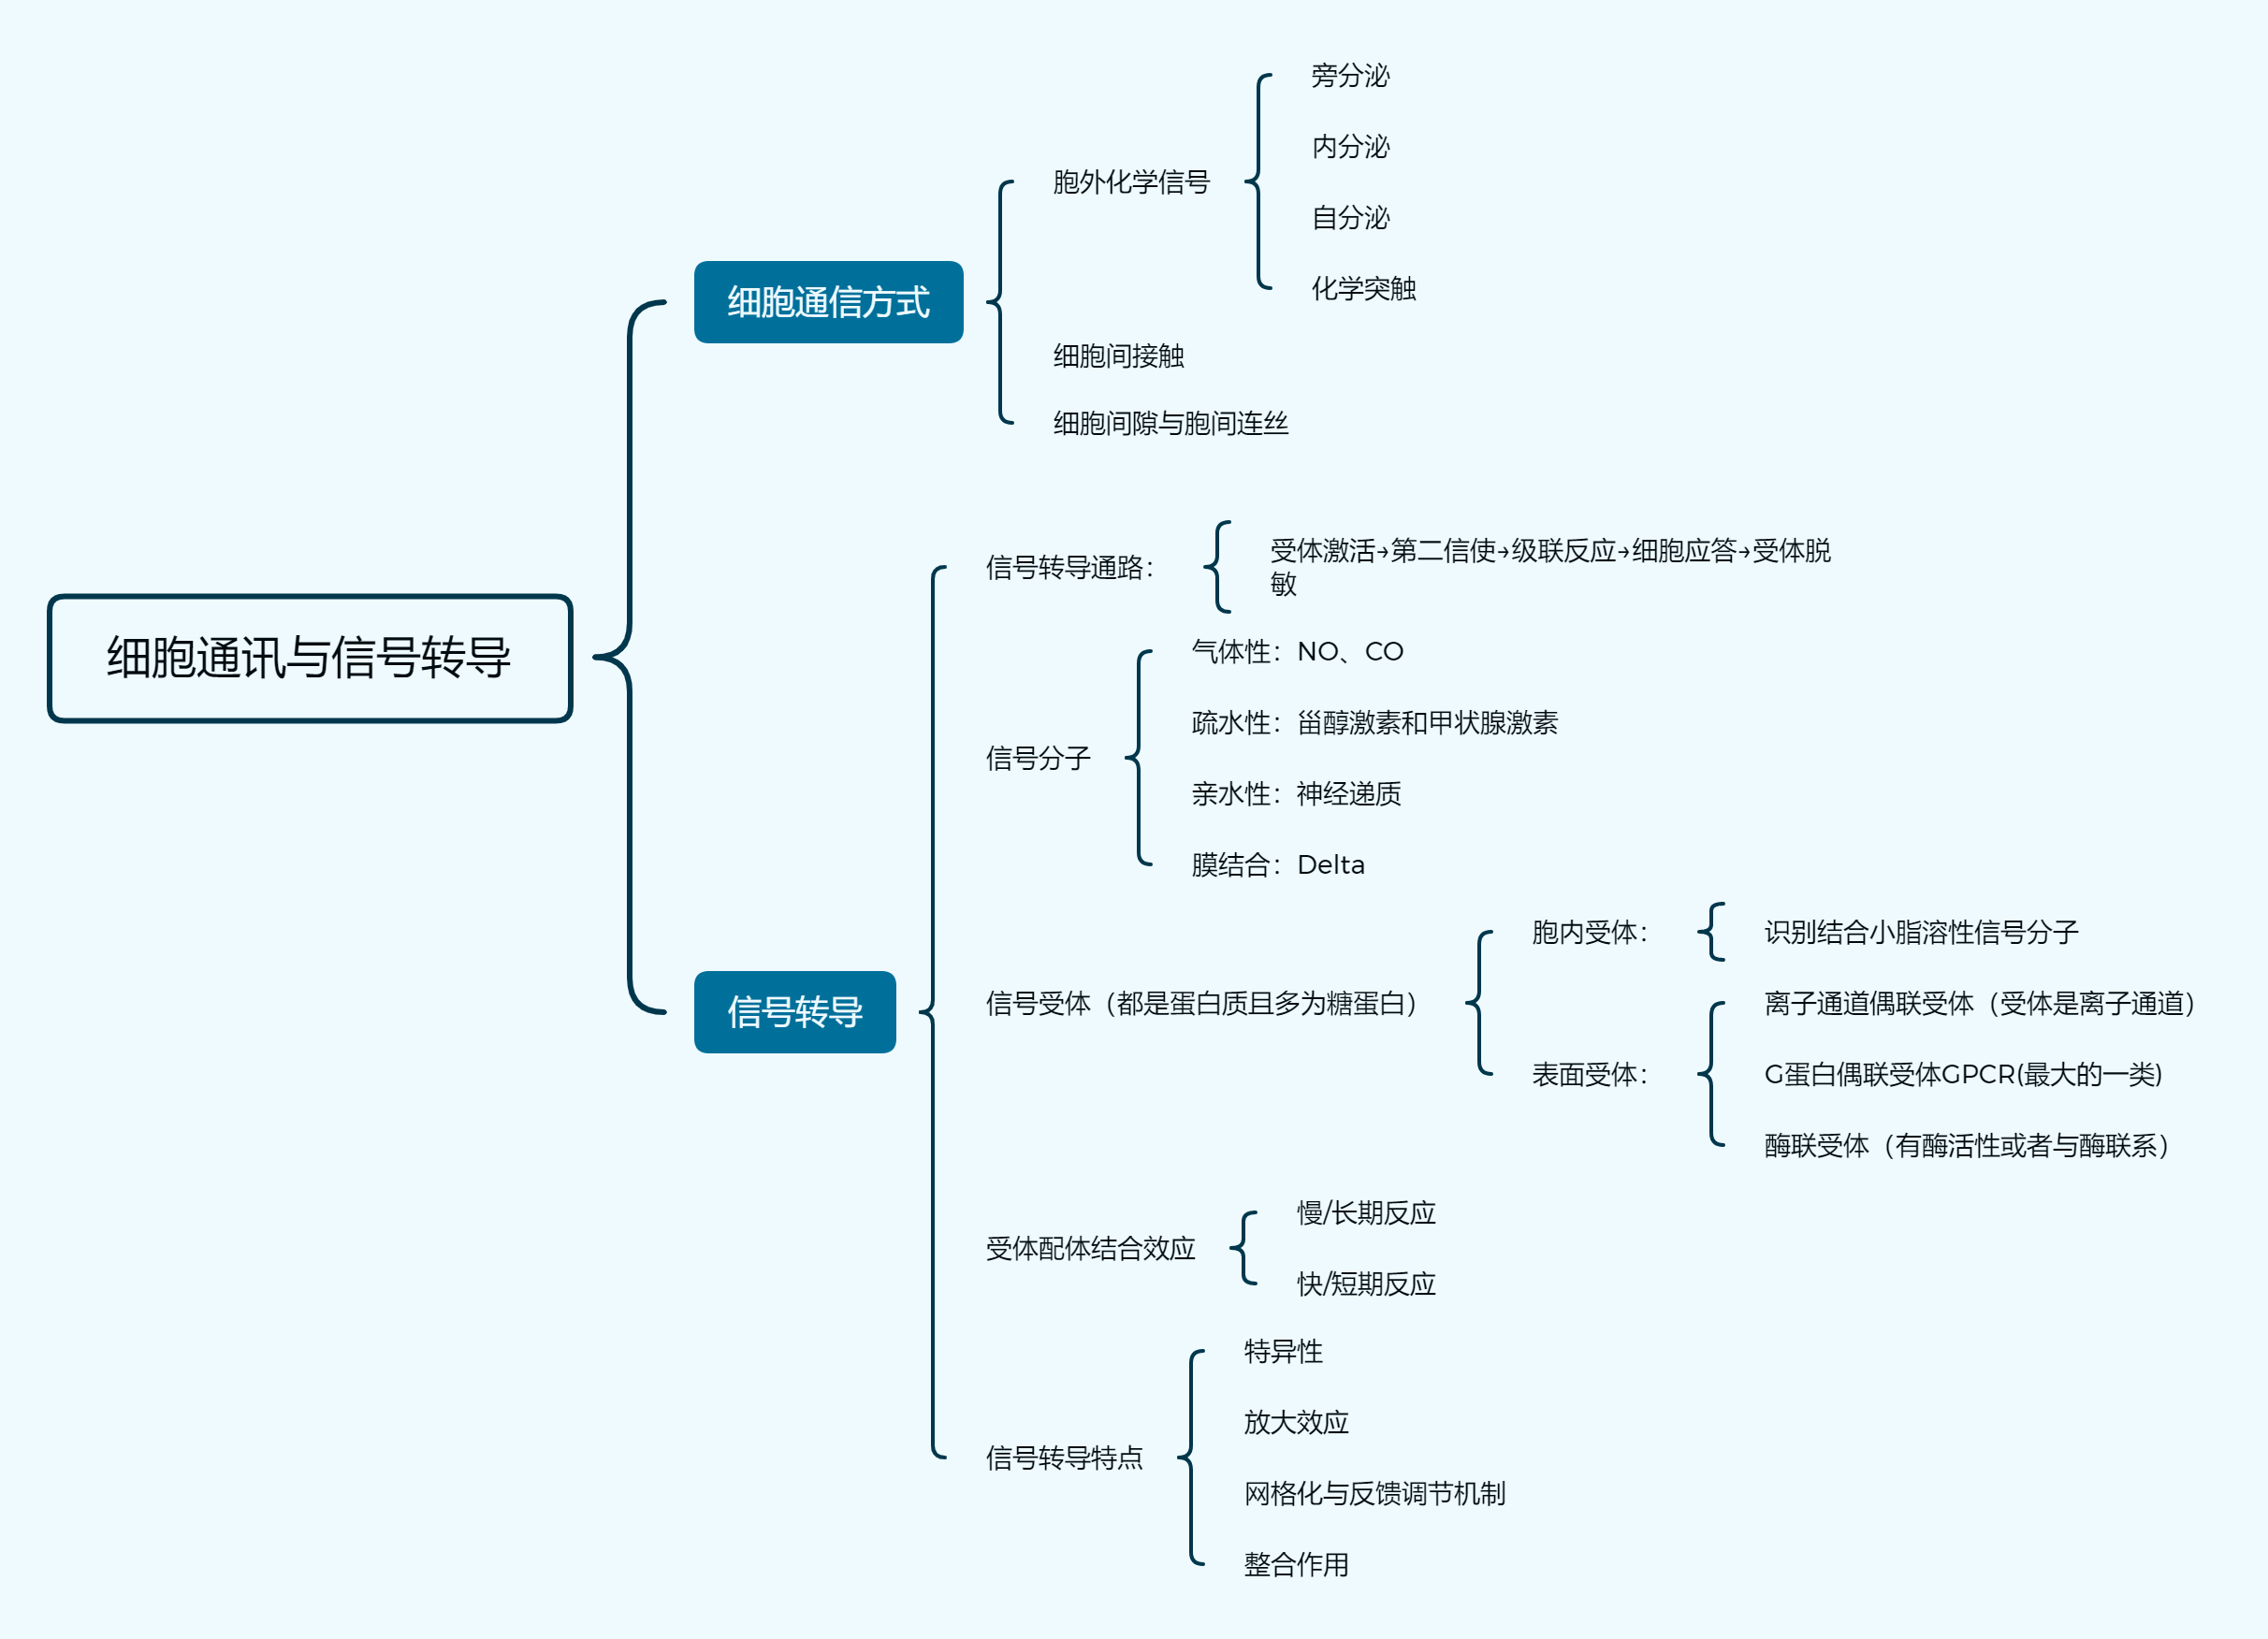 细胞通讯与信号转导
细胞通信方式
胞外化学信号
旁分泌
内分泌
自分泌
化学突触
细胞间接触
细胞间隙与胞间连丝
信号转导
信号转导通路：
受体激活→第二信使→级联反应→细胞应答→受体脱
敏
信号分子
气体性：NO、CO
疏水性：甾醇激素和甲状腺激素
亲水性：神经递质
膜结合：Delta
信号受体（都是蛋白质且多为糖蛋白）
胞内受体：
识别结合小脂溶性信号分子
表面受体：
离子通道偶联受体（受体是离子通道）
G蛋白偶联受体GPCR(最大的一类)
酶联受体（有酶活性或者与酶联系）
受体配体结合效应
慢/长期反应
快/短期反应
信号转导特点
特异性
放大效应
网格化与反馈调节机制
整合作用